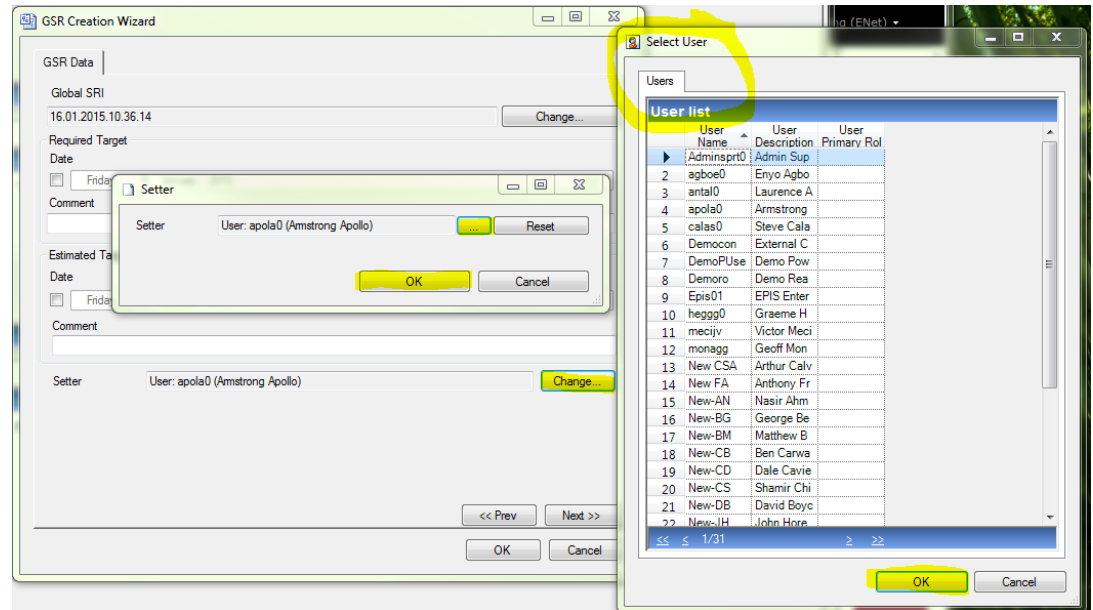 GSR Creation Wizard
GSR Data
Global SRI
16.01.2015.10.36.14
Change...
Required Target
Date
Friday
Comment
Estimated Ta
Date
Friday
Comment
Setter
User: apola0 (Armstrong Apollo)
Change...
<< Prev
Next >>
OK
Cancel
Setter
Setter
User: apola0 (Armstrong Apollo)
...
Reset
OK
Cancel
ng (ENet)
Select User
Users
User list
User Name User Description User Primary Rol
Adminsprt0 Admin Sup
2 agboe0 Enyo Agbo
3 antal0 Laurence A
4 apola0 Armstrong
5 calas0 Steve Cala
6 Democon External C
7 DemoPUse Demo Pow
8 Demoro Demo Rea
9 Epis01 EPIS Enter
10 heggg0 Graeme H
11 mecijv Victor Meci
12 monagg Geoff Mon
13 New CSA Arthur Calv
14 New FA Anthony Fr
15 New-AN Nasir Ahm
16 New-BG George Be
17 New-BM Matthew B
18 New-CB Ben Carwa
19 New-CD Dale Cavie
20 New-CS Shamir Chi
21 New-DB David Boyc
22 New-JH John Hore
<< < 1/31 > >>
OK
Cancel